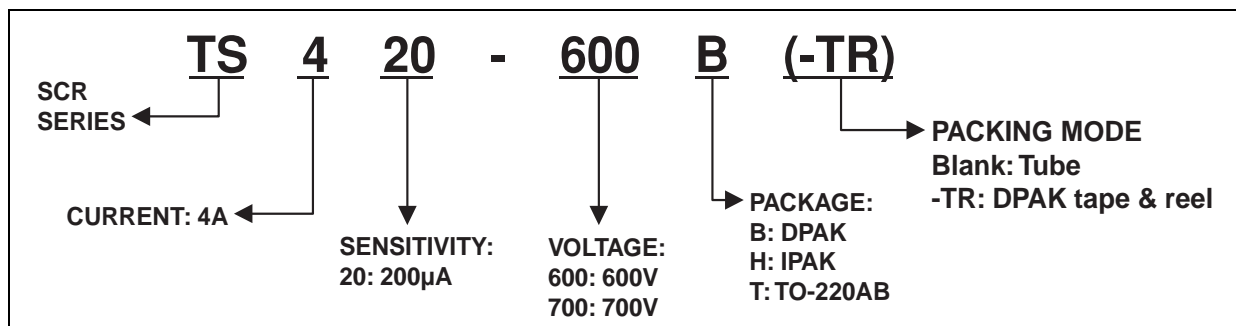 TS 4 20 - 600 B (-TR)
SCR
SERIES
CURRENT: 4A
SENSITIVITY:
20: 200µA
VOLTAGE:
600: 600V
700: 700V
PACKAGE:
B: DPAK
H: IPAK
T: TO-220AB
PACKING MODE
Blank: Tube
-TR: DPAK tape & reel